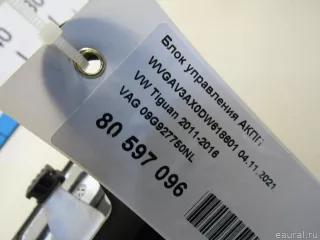 Блок управления АКПП
WVGAV3AX0DW618601 04.11.2021
VW Tiguan 2011-2016
VAG 09G927750NL
80 597 096
eaural.ru